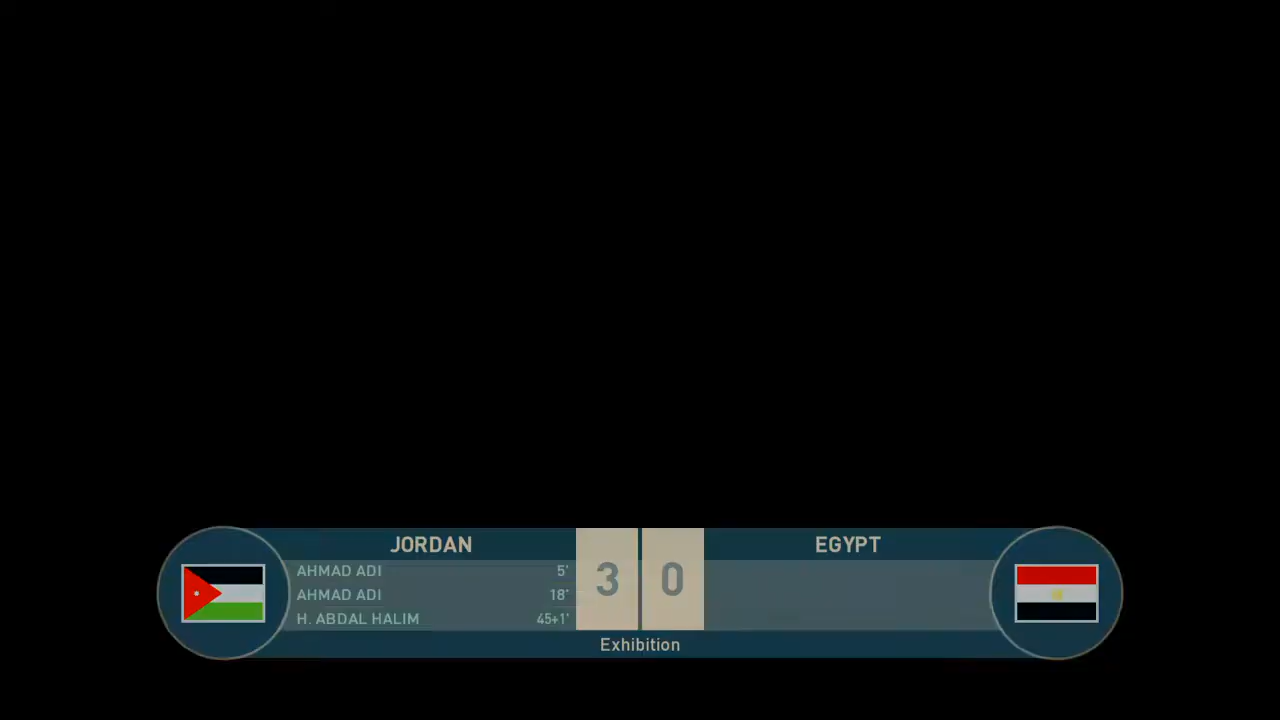 JORDAN
AHMAD ADI 5'
AHMAD ADI 18'
H. ABDAL HALIM 45+1'
3 0
EGYPT
Exhibition